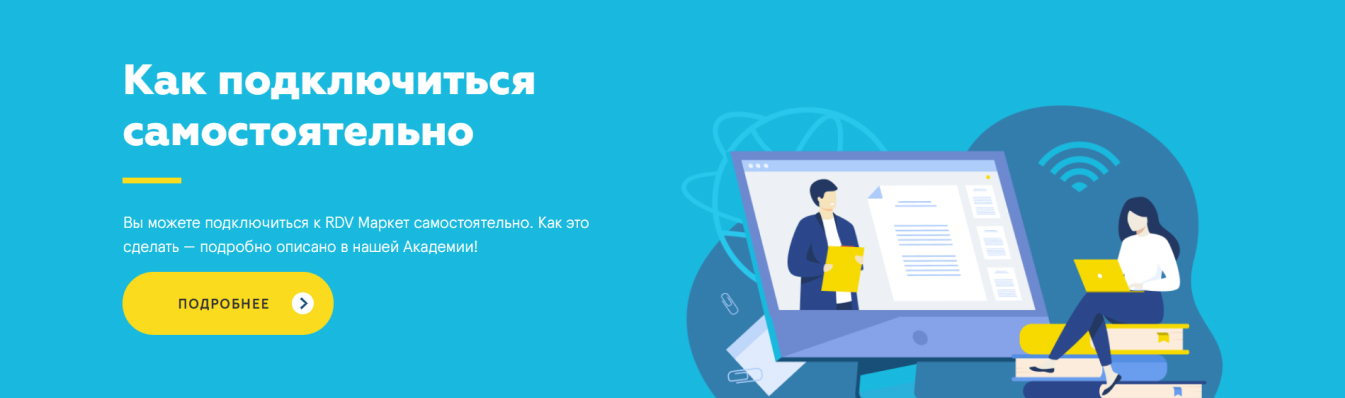 Как подключиться
самостоятельно
Вы можете подключиться к RDV Маркет самостоятельно. Как это
сделать — подробно описано в нашей Академии!
ПОДРОБНЕЕ